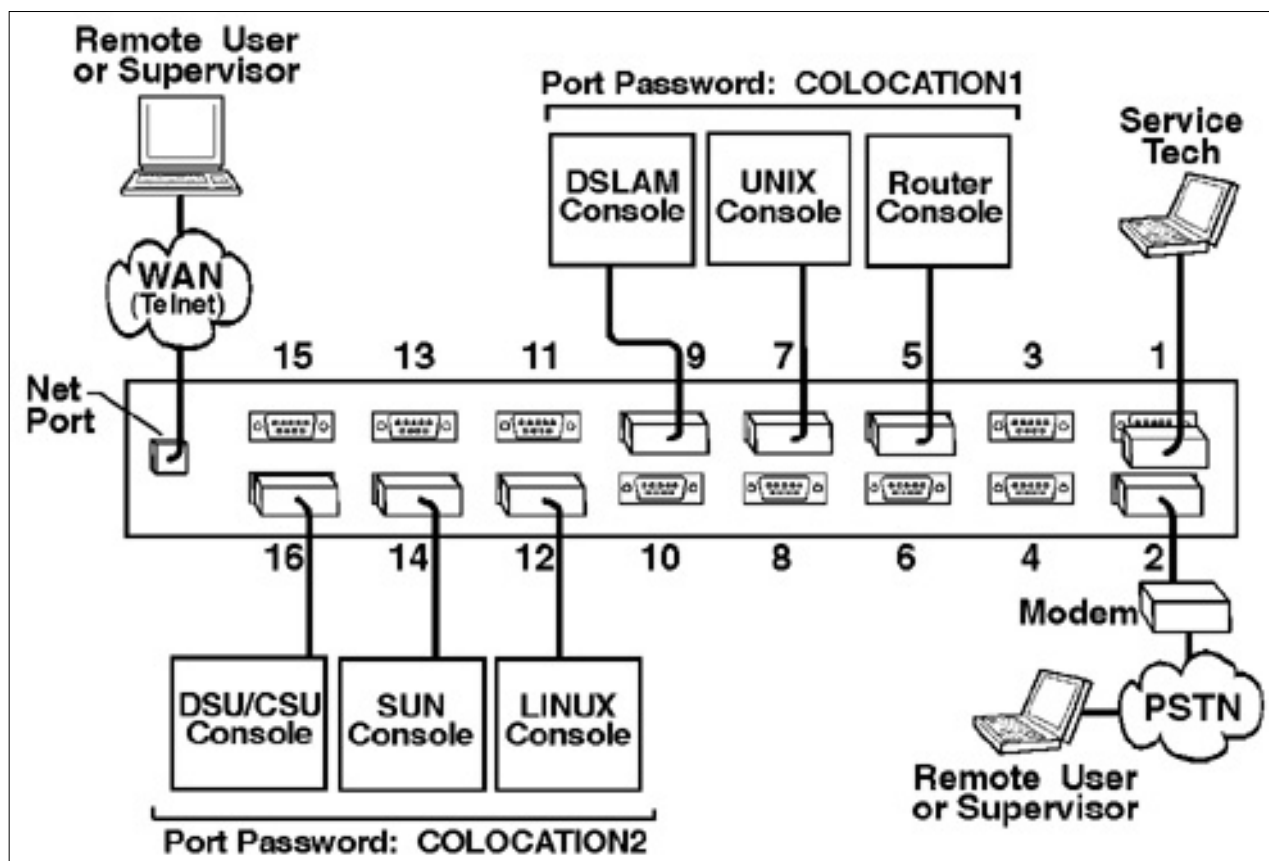 Remote User
or Supervisor
Port Password: COLOCATION1
Service
Tech
DSLAM
Console
UNIX
Console
Router
Console
WAN
(Telnet)
15 13 11 9 7 5 3 1
Net
Port
16 14 12 10 8 6 4 2
Modem
DSU/CSU
Console
SUN
Console
LINUX
Console
PSTN
Remote User
or Supervisor
Port Password: COLOCATION2